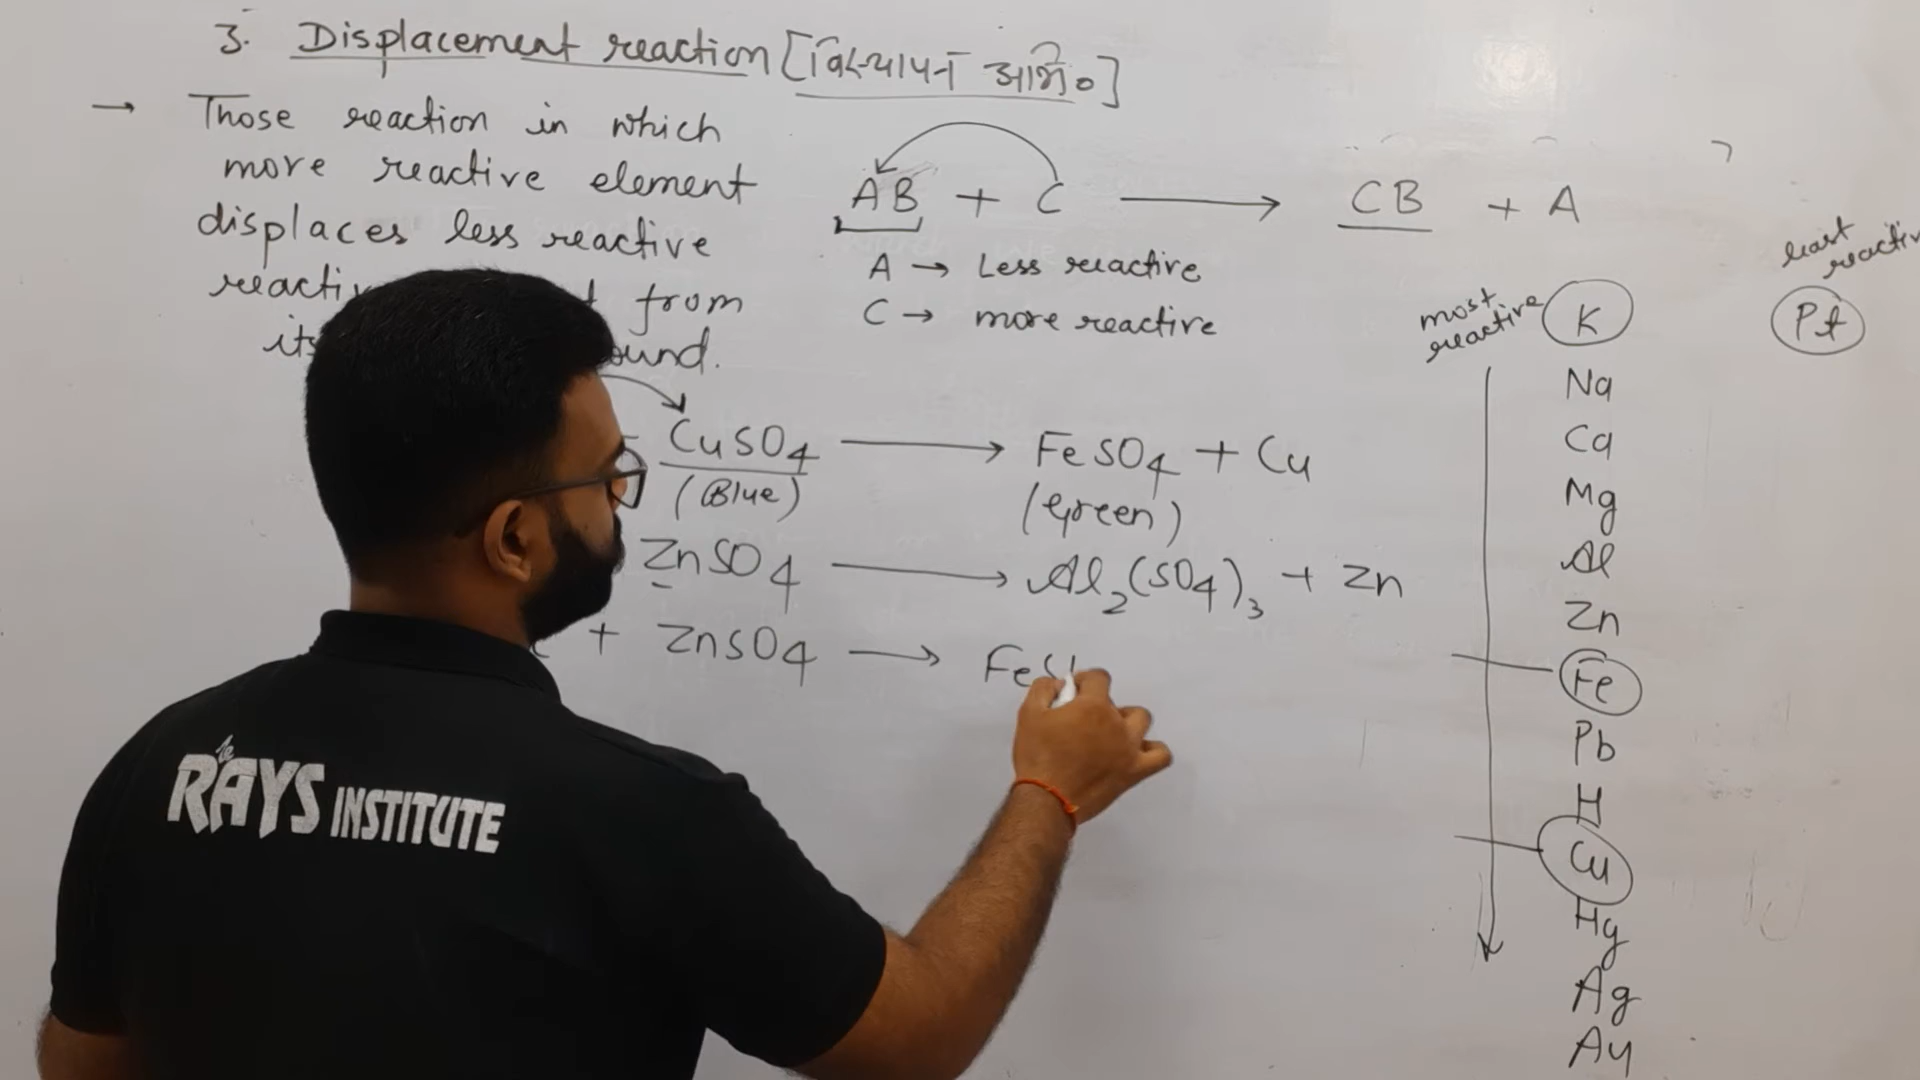 3. Displacement reaction [विस्थापन अभि०]
→ Those reaction in which
more reactive element
displaces less reactive
from
ound.
AB + C → CB + A
A → Less reactive
C → more reactive
CuSO4 → FeSO4 + Cu
(Blue) (Green)
ZnSO4 → Al2(SO4)3 + Zn
+ ZnSO4 → FeS
most reactive
K
Na
Ca
Mg
Al
Zn
Fe
Pb
H
Cu
Hg
Ag
Au
least
Pt
RAYS INSTITUTE